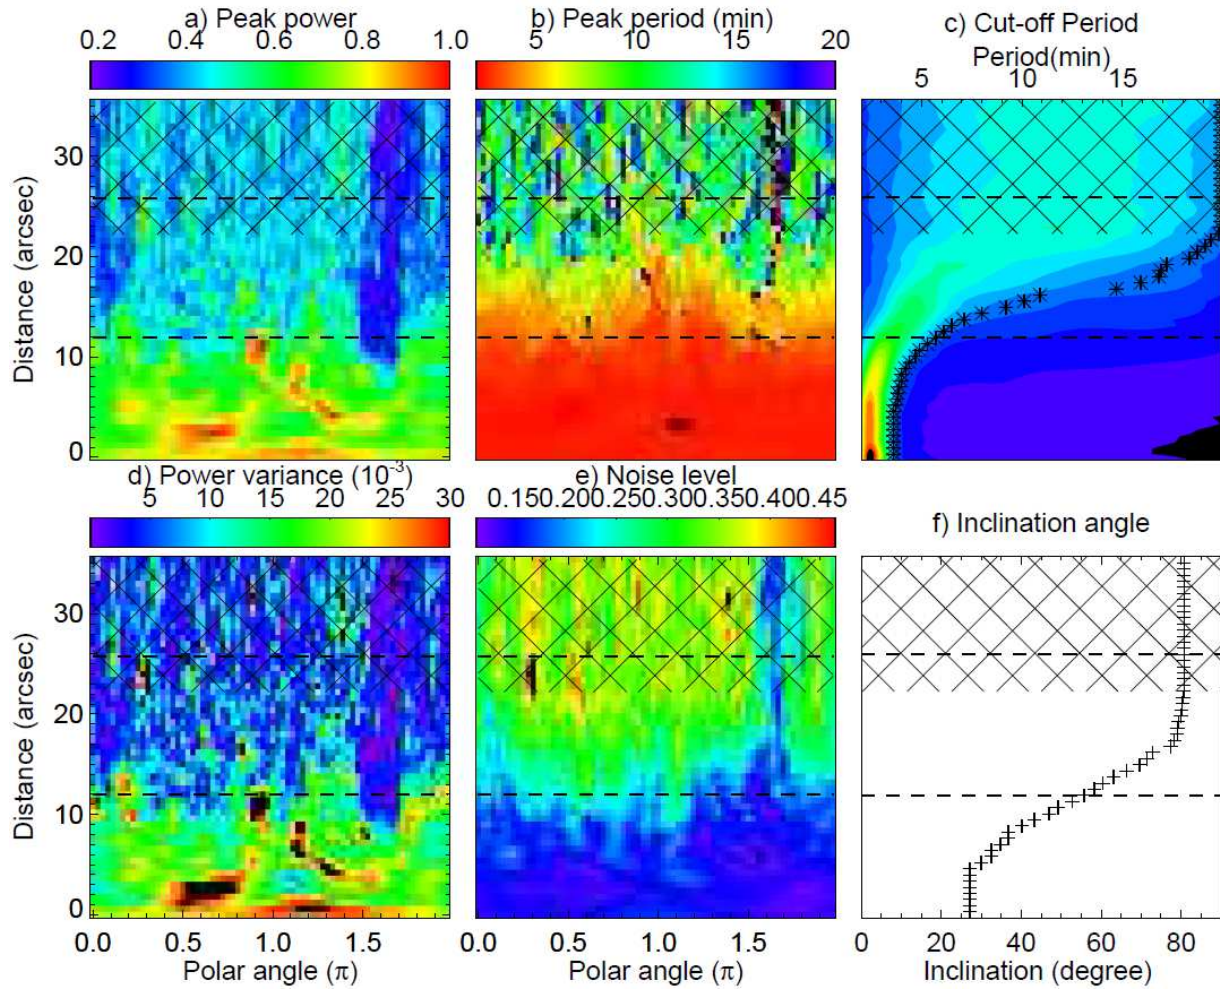 a) Peak power
b) Peak period (min)
c) Cut-off Period
Period(min)
0.2 0.4 0.6 0.8 1.0
5 10 15 20
5 10 15
Distance (arcsec)
30
20
10
0
d) Power variance (10-3)
e) Noise level
f) Inclination angle
5 10 15 20 25 30
0.150.200.250.300.350.400.45
Distance (arcsec)
30
20
10
0
0.0 0.5 1.0 1.5
0.0 0.5 1.0 1.5
0 20 40 60 80
Polar angle (π)
Polar angle (π)
Inclination (degree)